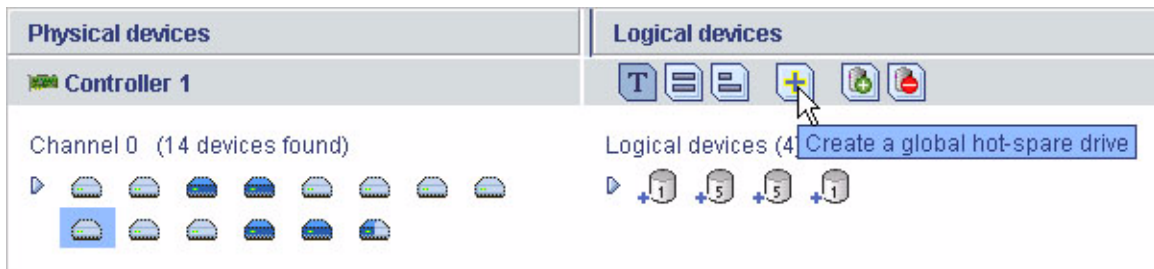 Physical devices
Logical devices
Controller 1
T
Channel 0 (14 devices found)
Logical devices (4)
Create a global hot-spare drive
1
5
5
1